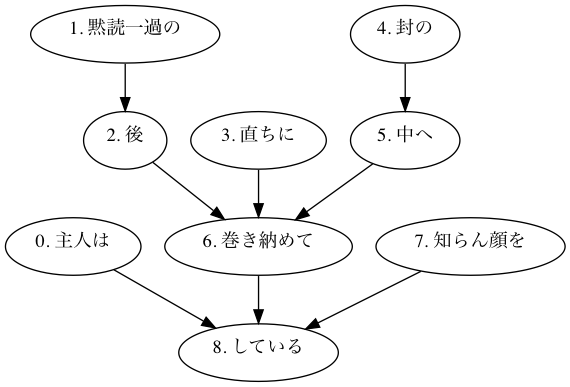 1. 黙読一過の
4. 封の
2. 後
3. 直ちに
5. 中へ
0. 主人は
6. 巻き納めて
7. 知らん顔を
8. している